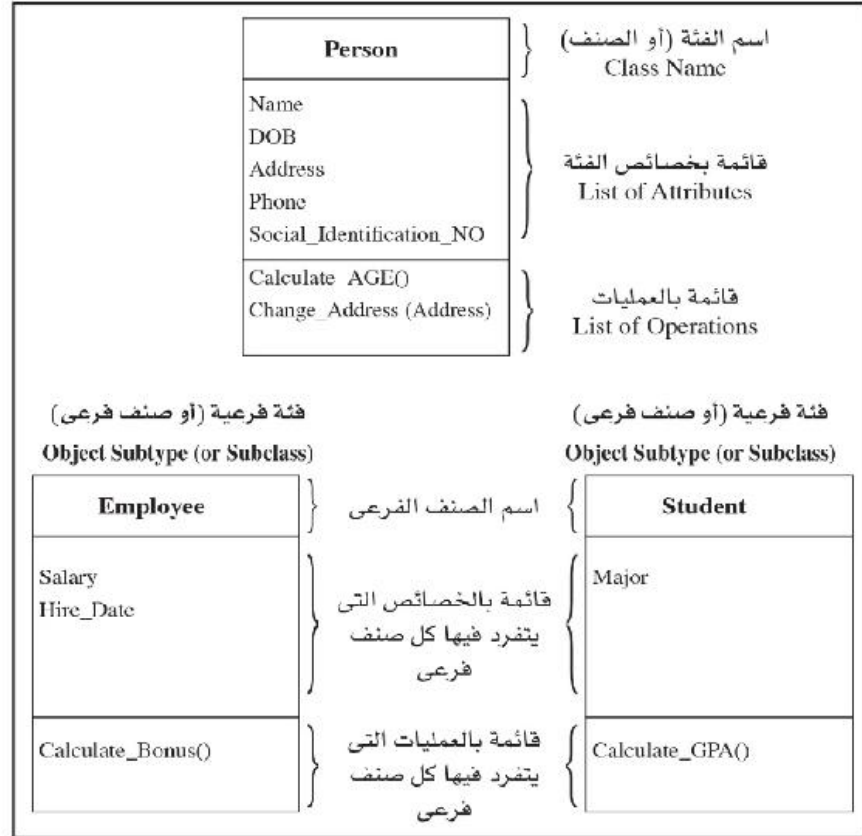 Person
اسم الفئة (أو الصنف)
Class Name
Name
DOB
Address
Phone
Social_Identification_NO
قائمة بخصائص الفئة
List of Attributes
Calculate_AGE()
Change_Address (Address)
قائمة بالعمليات
List of Operations
فئة فرعية (أو صنف فرعى)
Object Subtype (or Subclass)
فئة فرعية (أو صنف فرعى)
Object Subtype (or Subclass)
Employee
اسم الصنف الفرعى
Student
Salary
Hire_Date
قائمة بالخصائص التى
يتفرد فيها كل صنف
فرعى
Major
Calculate_Bonus()
قائمة بالعمليات التى
يتفرد فيها كل صنف
فرعى
Calculate_GPA()